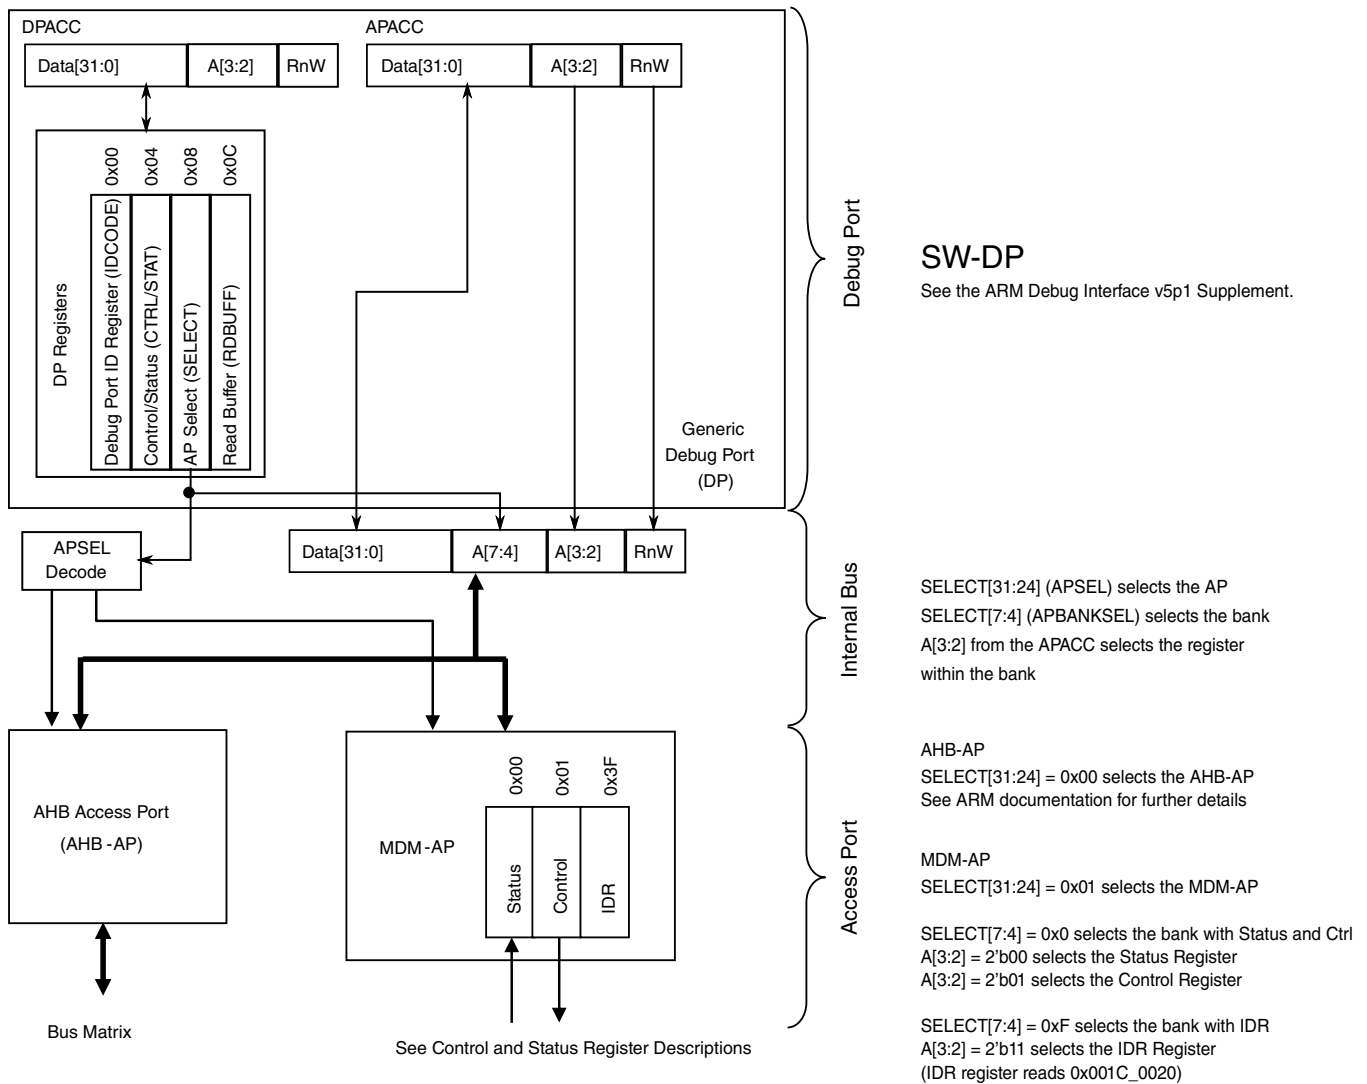 DPACC
Data[31:0]
A[3:2]
RnW
APACC
Data[31:0]
A[3:2]
RnW
0x00
0x04
0x08
0x0C
DP Registers
Debug Port ID Register (IDCODE)
Control/Status (CTRL/STAT)
AP Select (SELECT)
Read Buffer (RDBUFF)
Generic
Debug Port
(DP)
Debug Port
SW-DP
See the ARM Debug Interface v5p1 Supplement.
APSEL
Decode
Data[31:0]
A[7:4]
A[3:2]
RnW
Internal Bus
SELECT[31:24] (APSEL) selects the AP
SELECT[7:4] (APBANKSEL) selects the bank
A[3:2] from the APACC selects the register
within the bank
AHB Access Port
(AHB -AP)
Bus Matrix
MDM-AP
0x00
0x01
0x3F
Status
Control
IDR
See Control and Status Register Descriptions
Access Port
AHB-AP
SELECT[31:24] = 0x00 selects the AHB-AP
See ARM documentation for further details
MDM-AP
SELECT[31:24] = 0x01 selects the MDM-AP
SELECT[7:4] = 0x0 selects the bank with Status and Ctrl
A[3:2] = 2'b00 selects the Status Register
A[3:2] = 2'b01 selects the Control Register
SELECT[7:4] = 0xF selects the bank with IDR
A[3:2] = 2'b11 selects the IDR Register
(IDR register reads 0x001C_0020)